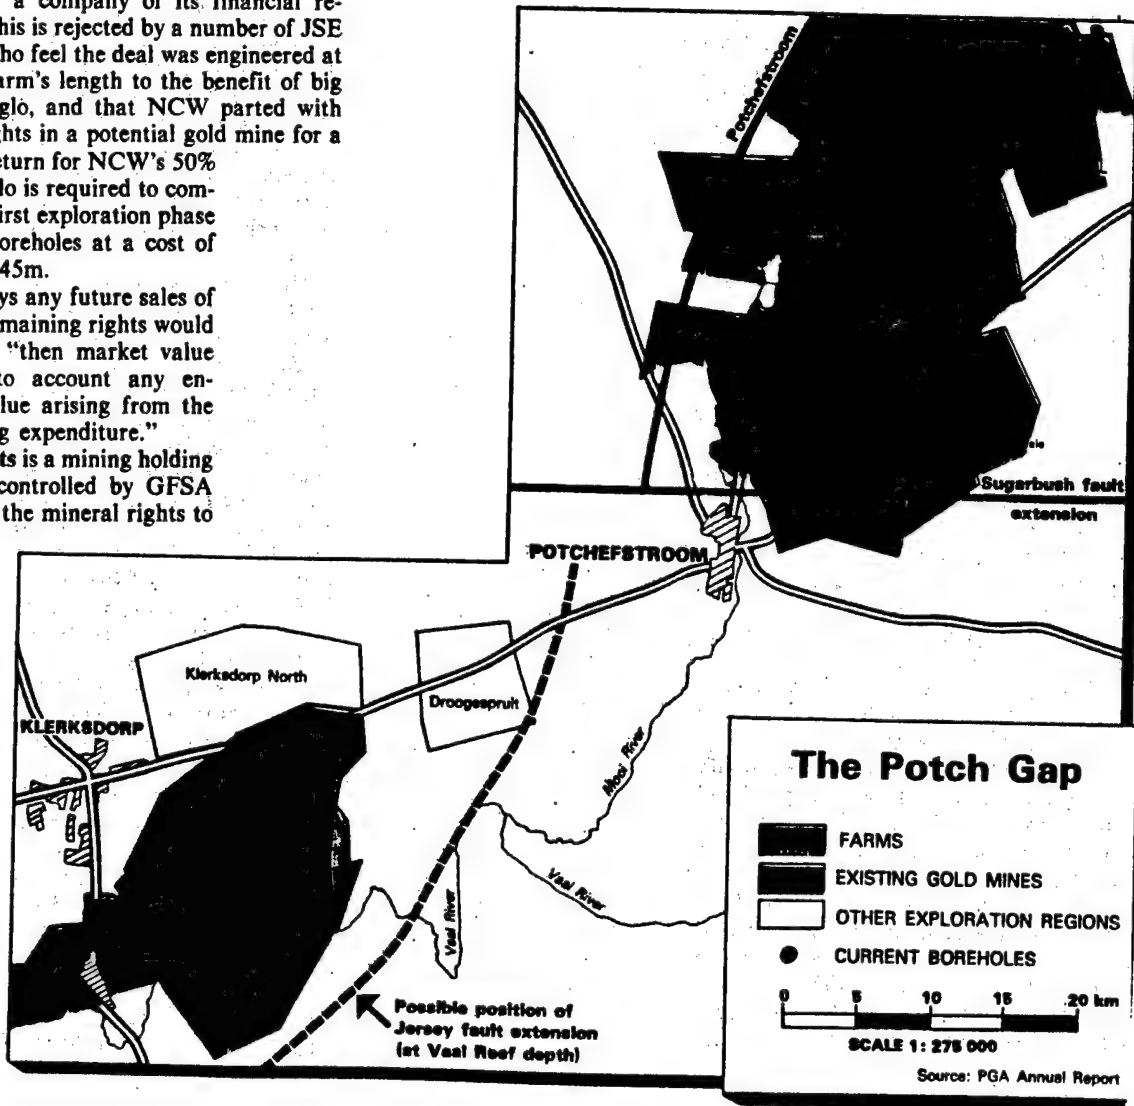 a company of its financial re-
his is rejected by a number of JSE
ho feel the deal was engineered at
arm's length to the benefit of big
glo, and that NCW parted with
ghts in a potential gold mine for a
eturn for NCW's 50%
lo is required to com-
irst exploration phase
oreholes at a cost of
45m.
ys any future sales of
maining rights would
"then market value
to account any en-
lue arising from the
g expenditure."
ts is a mining holding
controlled by GFSA
the mineral rights to
Potchefstroom
Sugarbush fault
extension
POTCHEFSTROOM
Klerksdorp North
Droogespruit
KLERKSDORP
Mooi River
Vaal River
Vaal River
Possible position of
Jersey fault extension
(at Vaal Reef depth)
The Potch Gap
FARMS
EXISTING GOLD MINES
OTHER EXPLORATION REGIONS
CURRENT BOREHOLES
0 5 10 15 20 km
SCALE 1: 275 000
Source: PGA Annual Report